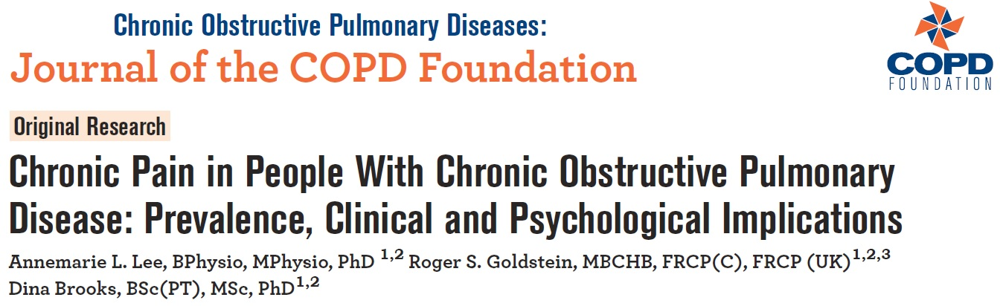 Chronic Obstructive Pulmonary Diseases:
Journal of the COPD Foundation
COPD
FOUNDATION
Original Research
Chronic Pain in People With Chronic Obstructive Pulmonary
Disease: Prevalence, Clinical and Psychological Implications
Annemarie L. Lee, BPhysio, MPhysio, PhD 1,2 Roger S. Goldstein, MBCHB, FRCP(C), FRCP (UK)1,2,3
Dina Brooks, BSc(PT), MSc, PhD1,2